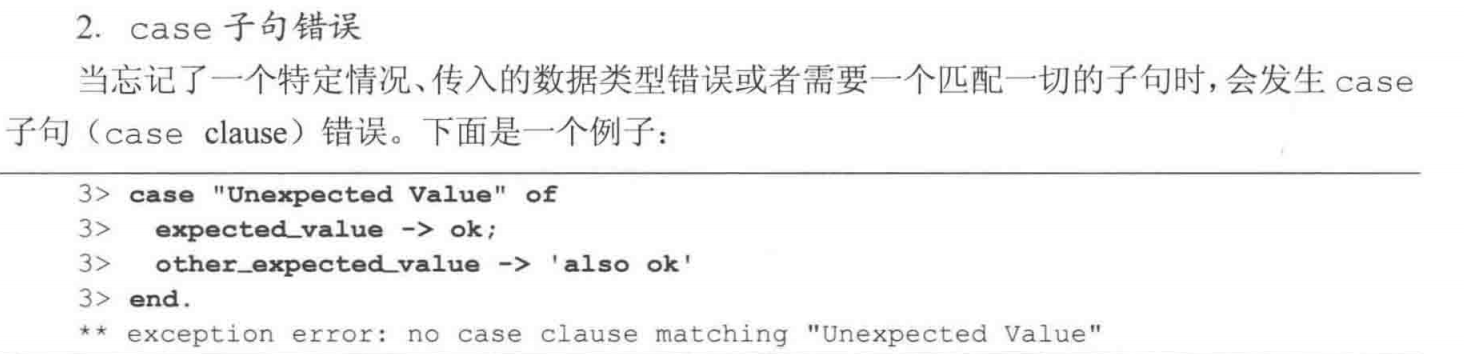 2. case 子句错误
当忘记了一个特定情况、传入的数据类型错误或者需要一个匹配一切的子句时,会发生 case
子句（case clause）错误。下面是一个例子：
3> case "Unexpected Value" of
3>   expected_value -> ok;
3>   other_expected_value -> 'also ok'
3> end.
** exception error: no case clause matching "Unexpected Value"